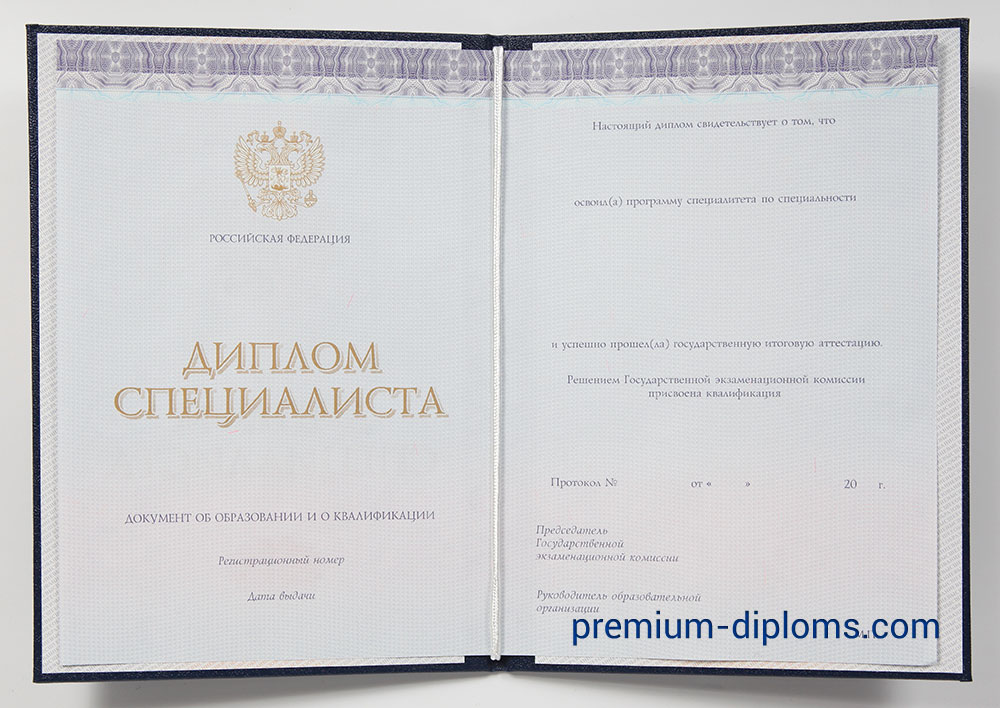 РОССИЙСКАЯ ФЕДЕРАЦИЯ
ДИПЛОМ
СПЕЦИАЛИСТА
ДОКУМЕНТ ОБ ОБРАЗОВАНИИ И О КВАЛИФИКАЦИИ
Регистрационный номер
Дата выдачи
Настоящий диплом свидетельствует о том, что
освоил(а) программу специалитета по специальности
и успешно прошел(ла) государственную итоговую аттестацию.
Решением Государственной экзаменационной комиссии
присвоена квалификация
Протокол № от « » 20 г.
Председатель
Государственной
экзаменационной комиссии
Руководитель образовательной
организации
premium-diploms.com